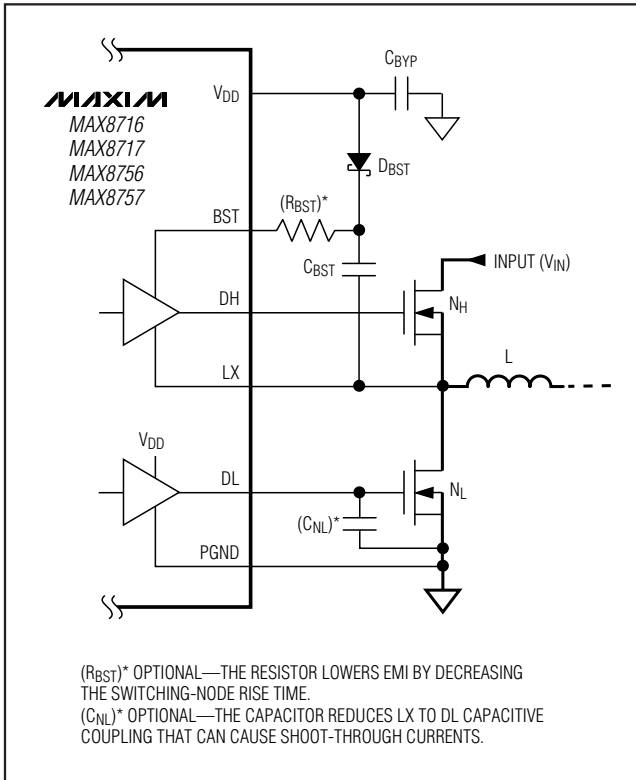 CBYP
VDD
MAXIM
MAX8716
MAX8717
MAX8756
MAX8757
DBST
(RBST)*
BST
CBST
INPUT (VIN)
DH
NH
L
LX
VDD
DL
NL
(CNL)*
PGND
(RBST)* OPTIONAL—THE RESISTOR LOWERS EMI BY DECREASING
THE SWITCHING-NODE RISE TIME.
(CNL)* OPTIONAL—THE CAPACITOR REDUCES LX TO DL CAPACITIVE
COUPLING THAT CAN CAUSE SHOOT-THROUGH CURRENTS.